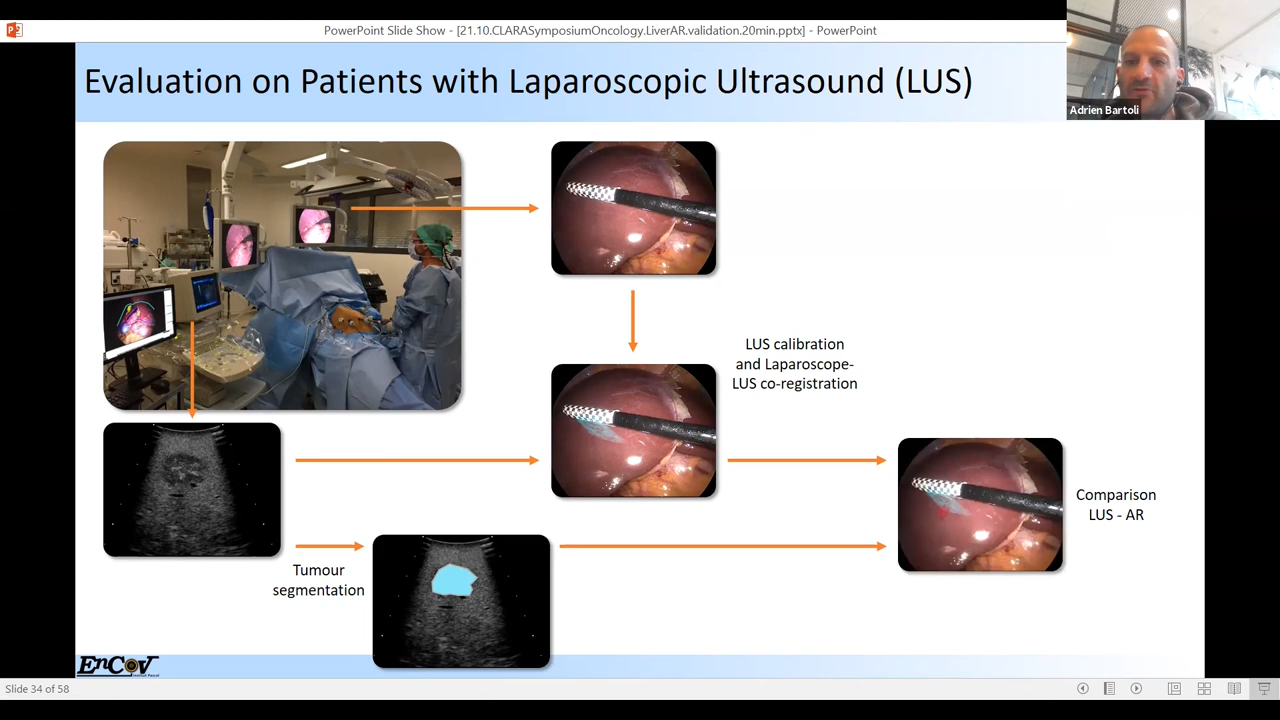 PowerPoint Slide Show - [21.10.CLARASymposiumOncology.LiverAR.validation.20min.pptx] - PowerPoint
Adrien Bartoli
Evaluation on Patients with Laparoscopic Ultrasound (LUS)
LUS calibration
and Laparoscope-
LUS co-registration
Comparison
LUS - AR
Tumour
segmentation
EnCoV
Slide 34 of 58